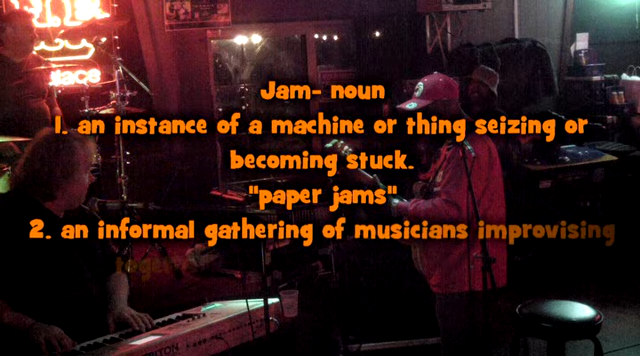 Jam- noun
1. an instance of a machine or thing seizing or
becoming stuck.
"paper jams"
2. an informal gathering of musicians improvising